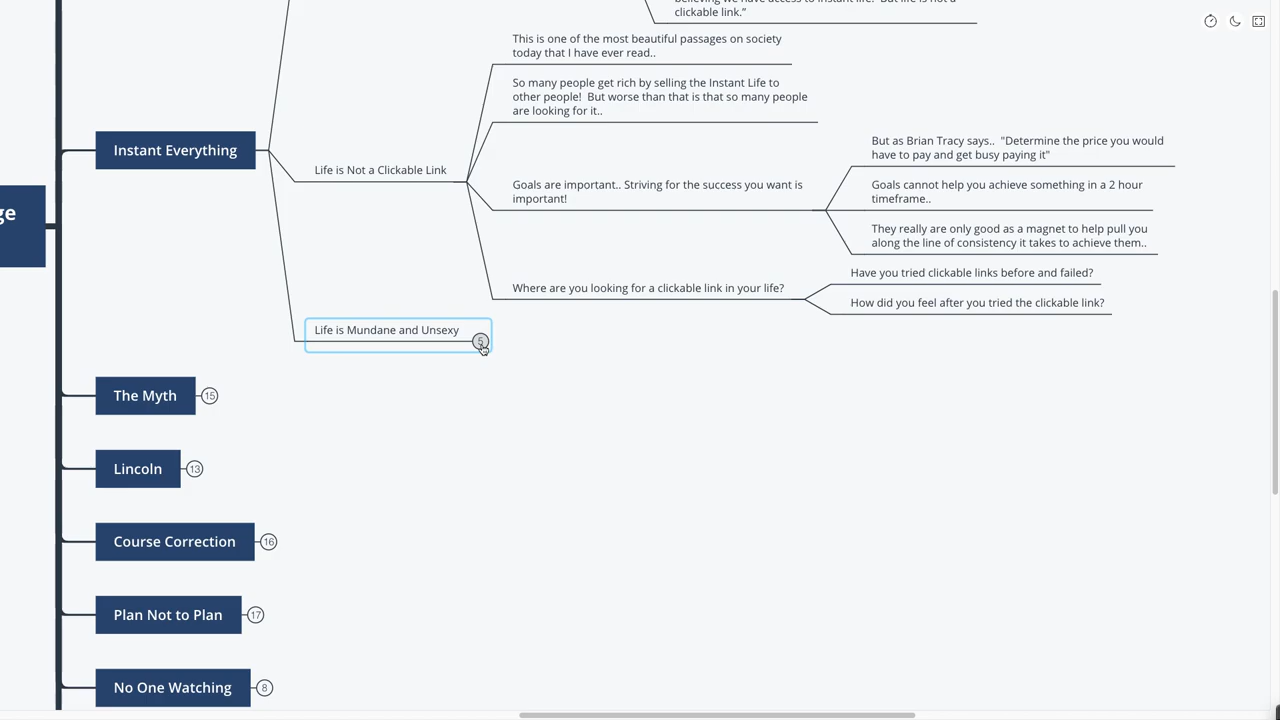 believing we have access to instant life. But life is not a
clickable link."
This is one of the most beautiful passages on society
today that I have ever read..
So many people get rich by selling the Instant Life to
other people! But worse than that is that so many people
are looking for it..
Instant Everything
Life is Not a Clickable Link
But as Brian Tracy says.. "Determine the price you would
have to pay and get busy paying it"
Goals are important.. Striving for the success you want is
important!
Goals cannot help you achieve something in a 2 hour
timeframe..
They really are only good as a magnet to help pull you
along the line of consistency it takes to achieve them..
ge
Where are you looking for a clickable link in your life?
Have you tried clickable links before and failed?
How did you feel after you tried the clickable link?
Life is Mundane and Unsexy
5
The Myth
15
Lincoln
13
Course Correction
16
Plan Not to Plan
17
No One Watching
8